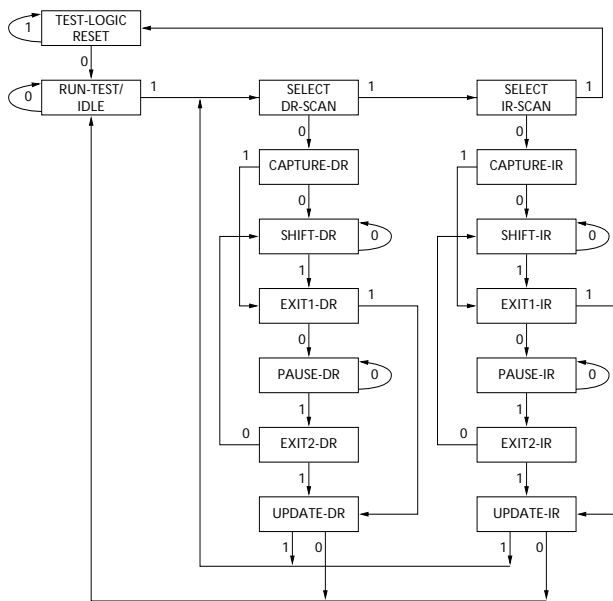 TEST-LOGIC
RESET
1
0
RUN-TEST/
IDLE
0
1
SELECT
DR-SCAN
1
SELECT
IR-SCAN
1
0
0
1
CAPTURE-DR
1
CAPTURE-IR
0
0
SHIFT-DR
0
SHIFT-IR
0
1
1
EXIT1-DR
1
EXIT1-IR
1
0
0
PAUSE-DR
0
PAUSE-IR
0
1
1
0
EXIT2-DR
0
EXIT2-IR
1
1
UPDATE-DR
UPDATE-IR
1
0
1
0